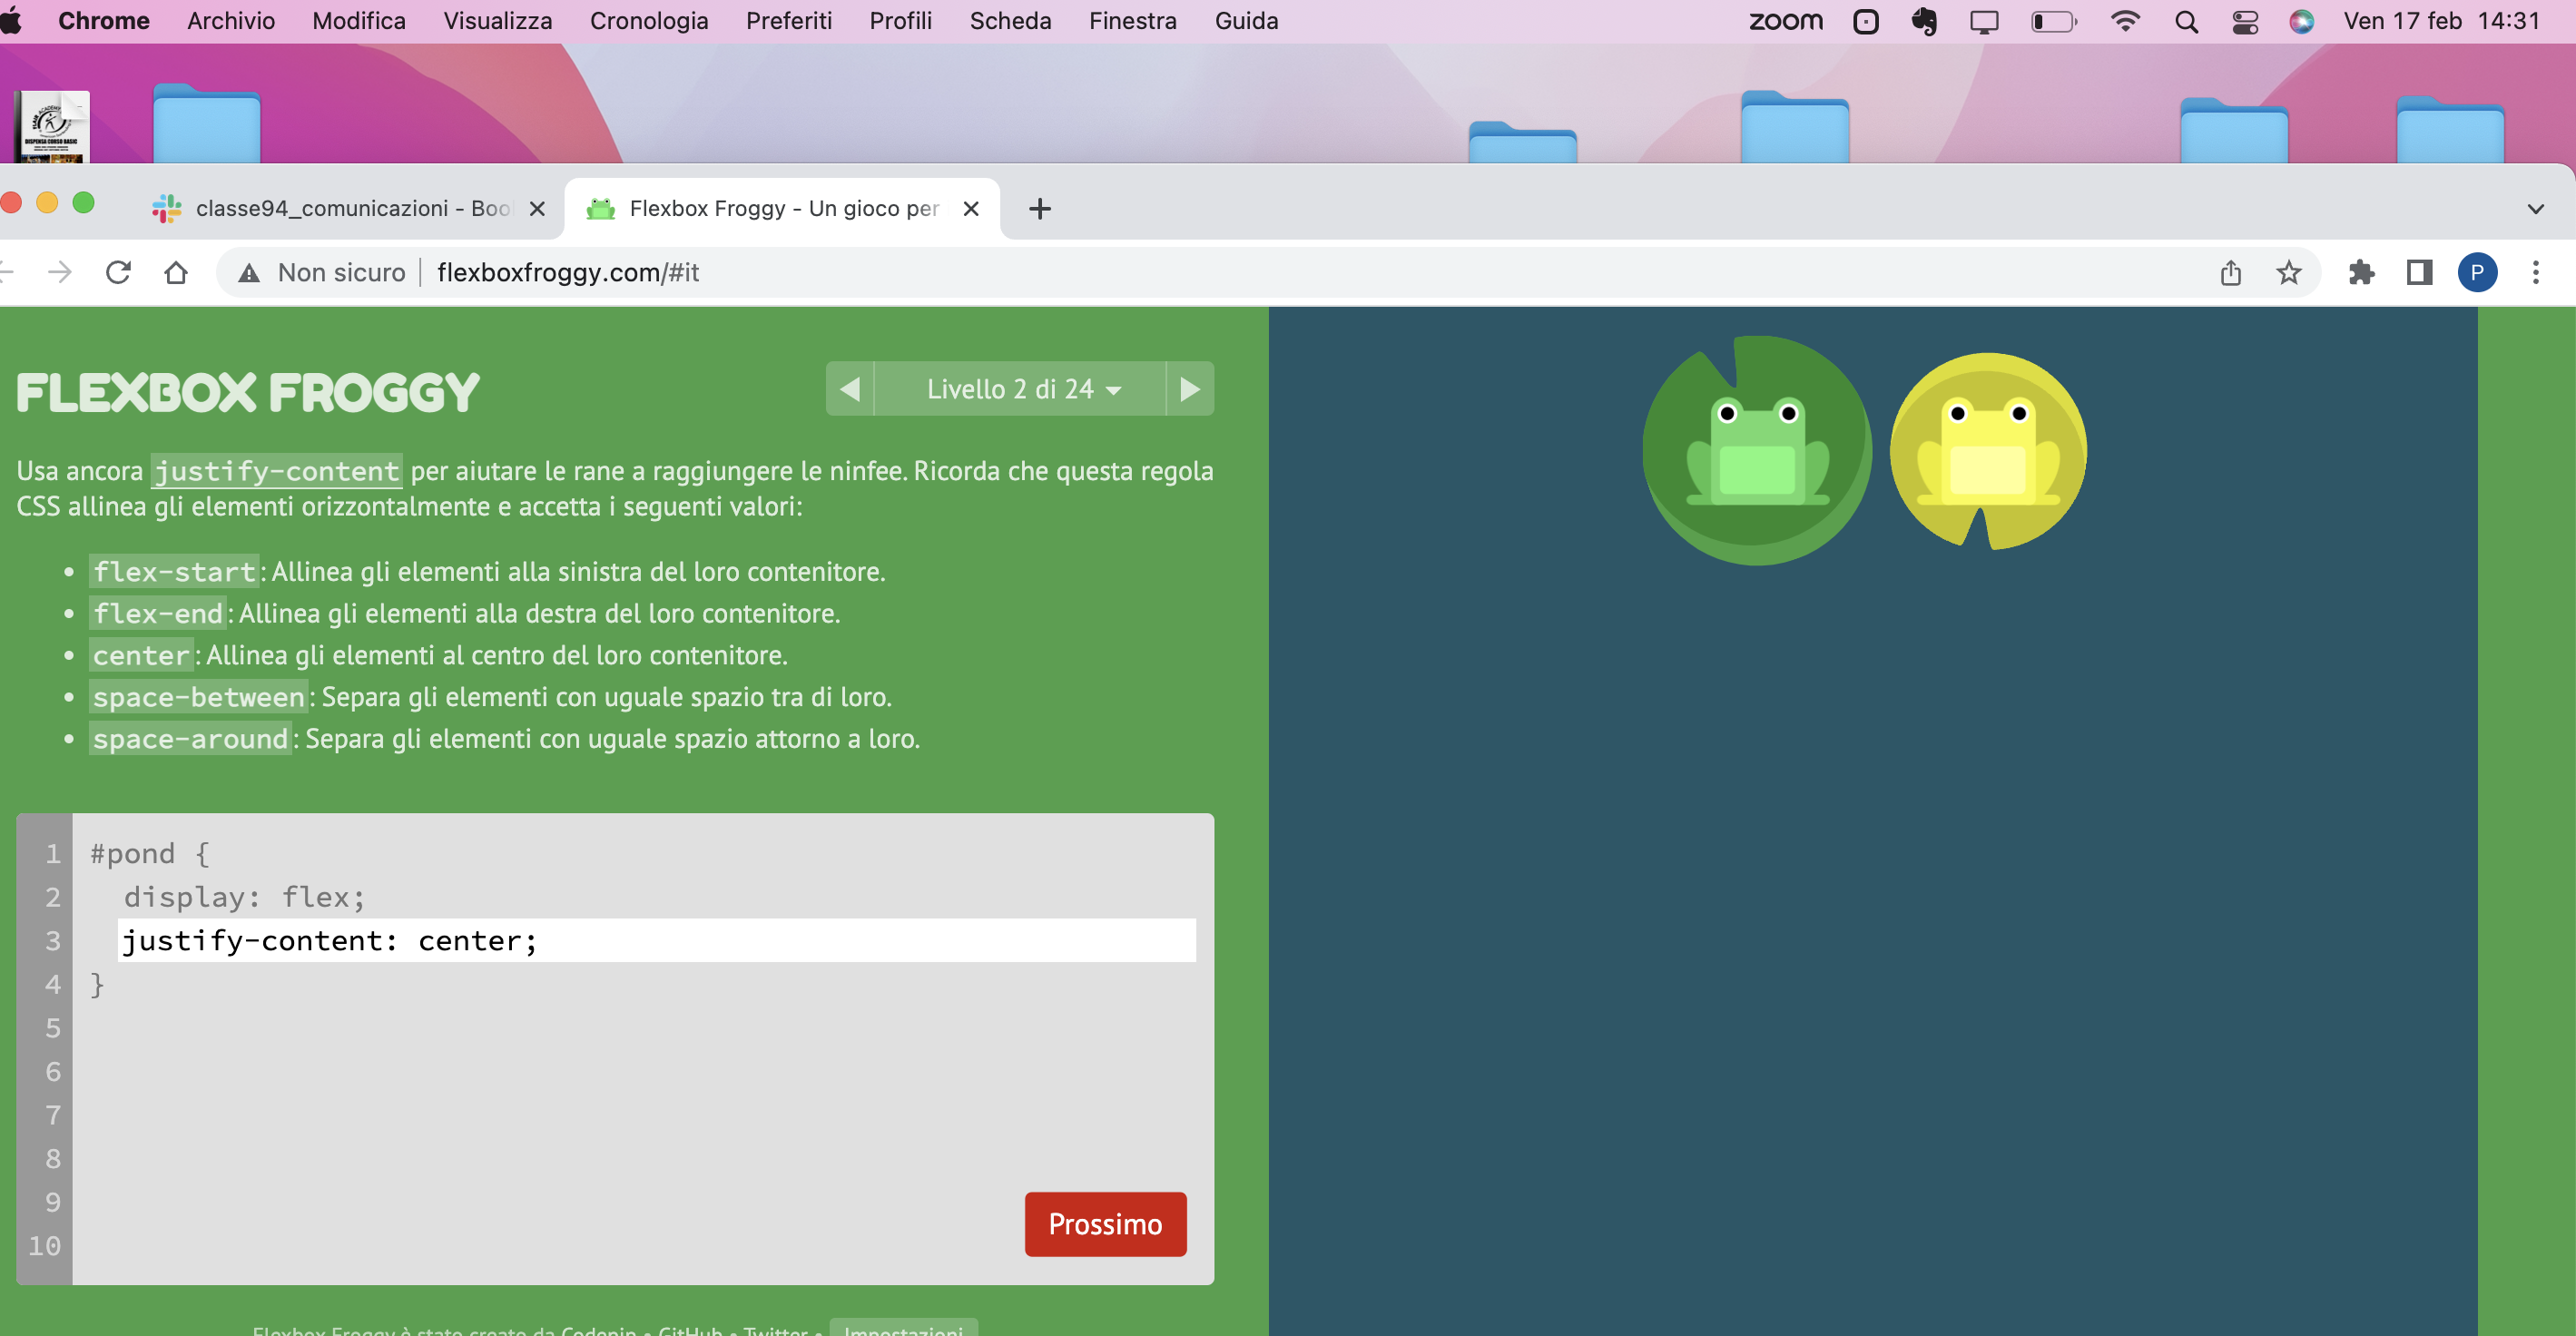 Chrome Archivio Modifica Visualizza Cronologia Preferiti Profili Scheda Finestra Guida zoom Ven 17 feb 14:31
DISPENSA CORSO BASIC
classe94_comunicazioni - Boo
Flexbox Froggy - Un gioco per
Non sicuro flexboxfroggy.com/#it P
FLEXBOX FROGGY
Livello 2 di 24
Usa ancora justify-content per aiutare le rane a raggiungere le ninfee. Ricorda che questa regola
CSS allinea gli elementi orizzontalmente e accetta i seguenti valori:
• flex-start: Allinea gli elementi alla sinistra del loro contenitore.
• flex-end: Allinea gli elementi alla destra del loro contenitore.
• center: Allinea gli elementi al centro del loro contenitore.
• space-between: Separa gli elementi con uguale spazio tra di loro.
• space-around: Separa gli elementi con uguale spazio attorno a loro.
1 #pond {
2 display: flex;
3 justify-content: center;
4 }
5
6
7
8
9
10
Prossimo
Flexbox Froggy è stato creato da Codepip • GitHub • Twitter • Impostazioni